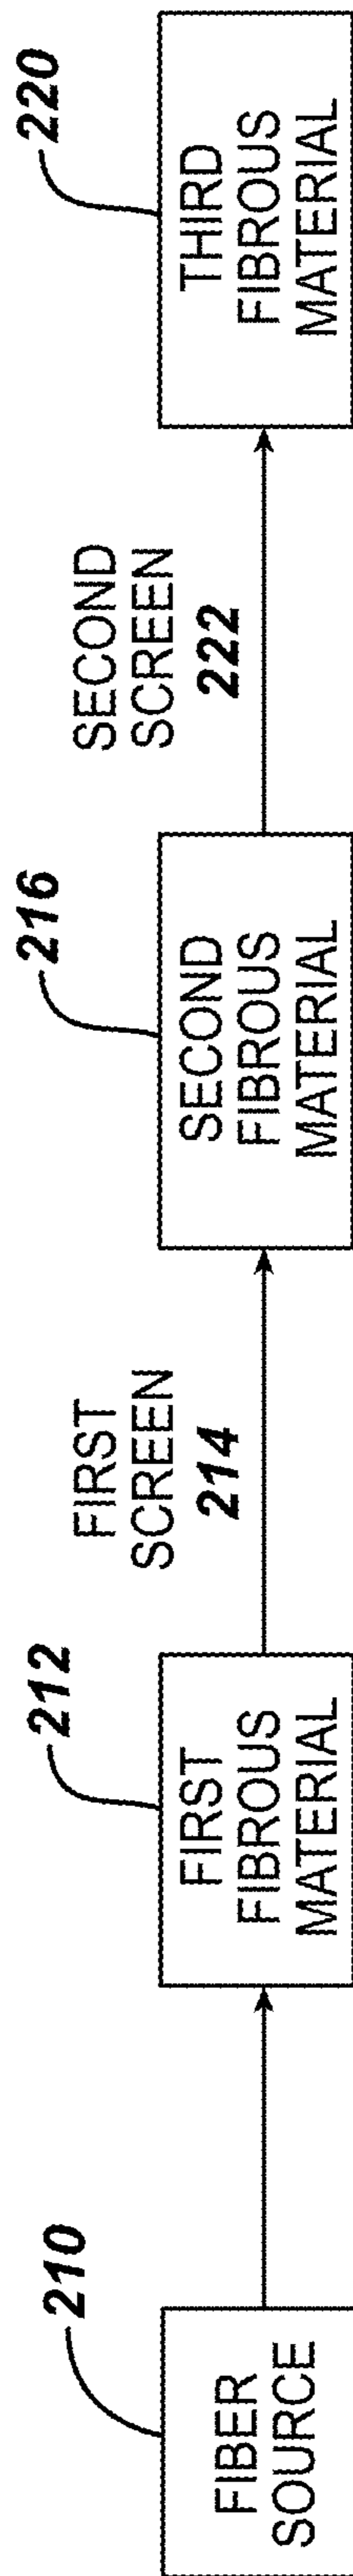 210
FIBER
SOURCE
212
FIRST
FIBROUS
MATERIAL
FIRST
SCREEN
214
216
SECOND
FIBROUS
MATERIAL
SECOND
SCREEN
222
220
THIRD
FIBROUS
MATERIAL